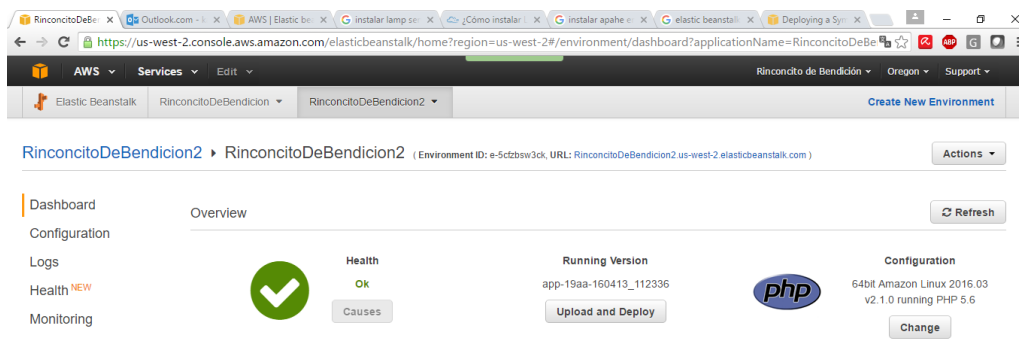 RinconcitoDeBe
Outlook.com -
AWS | Elastic be
instalar lamp ser
¿Cómo instalar
instalar apahe e
elastic beanstalk
Deploying a Sym
https://us-west-2.console.aws.amazon.com/elasticbeanstalk/home?region=us-west-2#/environment/dashboard?applicationName=RinconcitoDeBe
ABP
G
AWS Services Edit Rinconcito de Bendición Oregon Support
Elastic Beanstalk RinconcitoDeBendicion RinconcitoDeBendicion2 Create New Environment
RinconcitoDeBendicion2 RinconcitoDeBendicion2 ( Environment ID: e-5cfzbsw3ck, URL: RinconcitoDeBendicion2.us-west-2.elasticbeanstalk.com ) Actions
Dashboard
Configuration
Logs
Health NEW
Monitoring
Overview
Refresh
Health
Ok
Causes
Running Version
app-19aa-160413_112336
Upload and Deploy
php
Configuration
64bit Amazon Linux 2016.03
v2.1.0 running PHP 5.6
Change